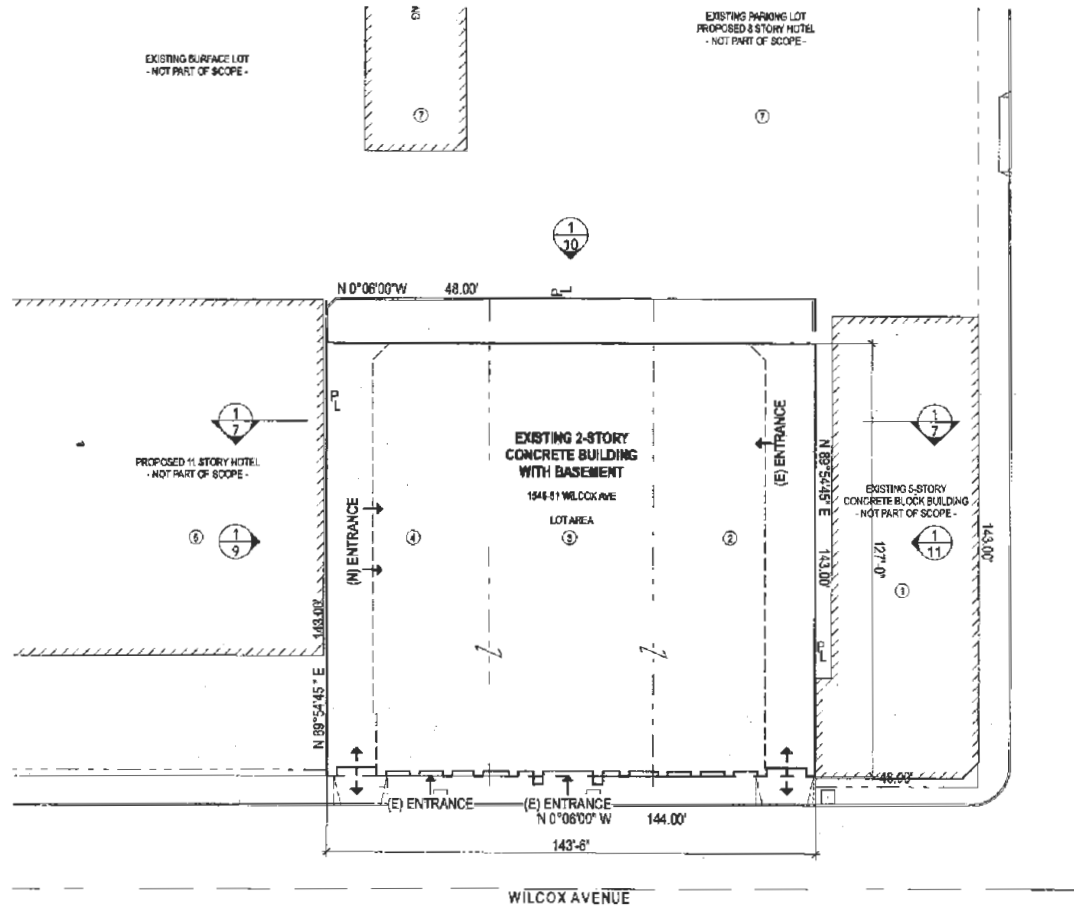 NG
EXISTING SURFACE LOT
- NOT PART OF SCOPE -
EXISTING PARKING LOT
PROPOSED 8 STORY HOTEL
- NOT PART OF SCOPE -
7
7
1
10
N 0°06'00"W 48.00'
PL
PL
1
7
PROPOSED 11 STORY HOTEL
- NOT PART OF SCOPE -
1
9
(N) ENTRANCE
4
EXISTING 2-STORY
CONCRETE BUILDING
WITH BASEMENT
WILCOX AVE
LOT AREA
3
2
(E) ENTRANCE
N 89°54'45" E 143.00'
PL
127'-0"
1
7
EXISTING 5-STORY
CONCRETE BLOCK BUILDING
- NOT PART OF SCOPE -
1
11
1
143.00'
N 89°54'45" E 143.00'
48.00'
(E) ENTRANCE
(E) ENTRANCE
N 0°06'00" W 144.00'
143'-6"
WILCOX AVENUE